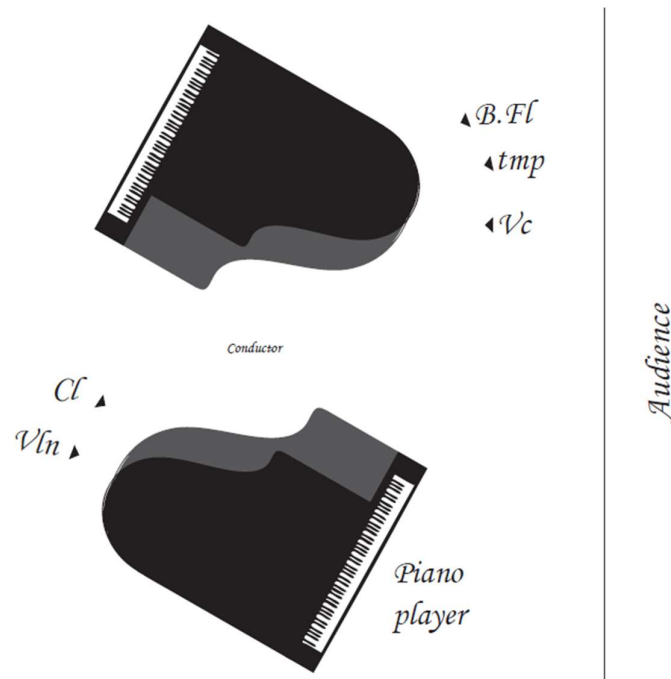 B.Fl
tmp
Vc
Conductor
Cl
Vln
Piano
player
Audience